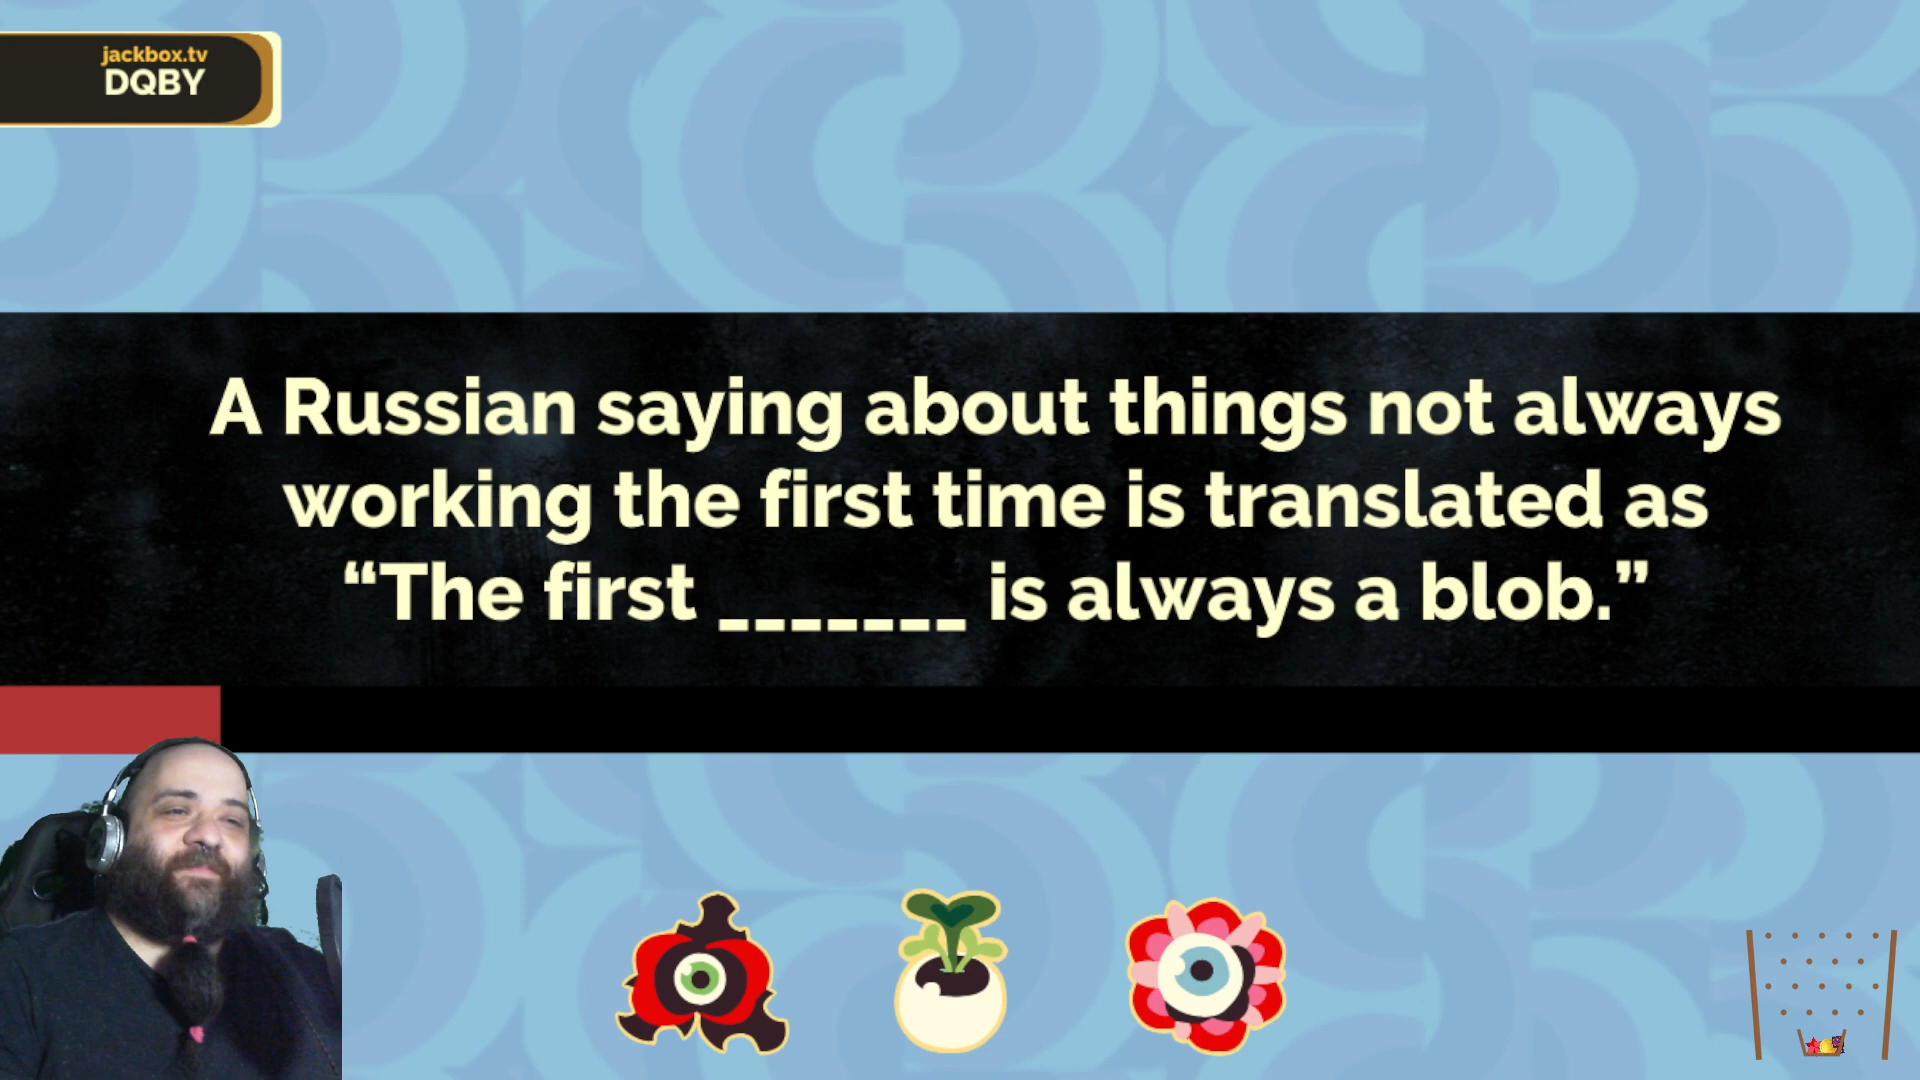 jackbox.tv
DQBY
A Russian saying about things not always
working the first time is translated as
“The first _______ is always a blob.”